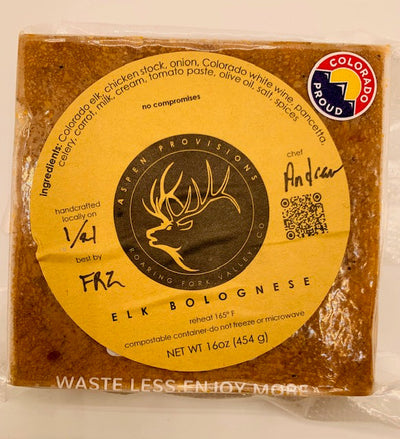 Ingredients: Colorado elk, chicken stock, onion, Colorado white wine, pancetta,
celery, carrot, milk, cream, tomato paste, olive oil, salt, spices
no compromises
COLORADO
PROUD
ASPEN PROVISIONS
ROARING FORK VALLEY, CO
handcrafted
locally on
1/21
best by
FRZ
chef
Andrew
ELK BOLOGNESE
reheat 165° F
compostable container-do not freeze or microwave
NET WT 16oz (454 g)
WASTE LESS.ENJOY MORE